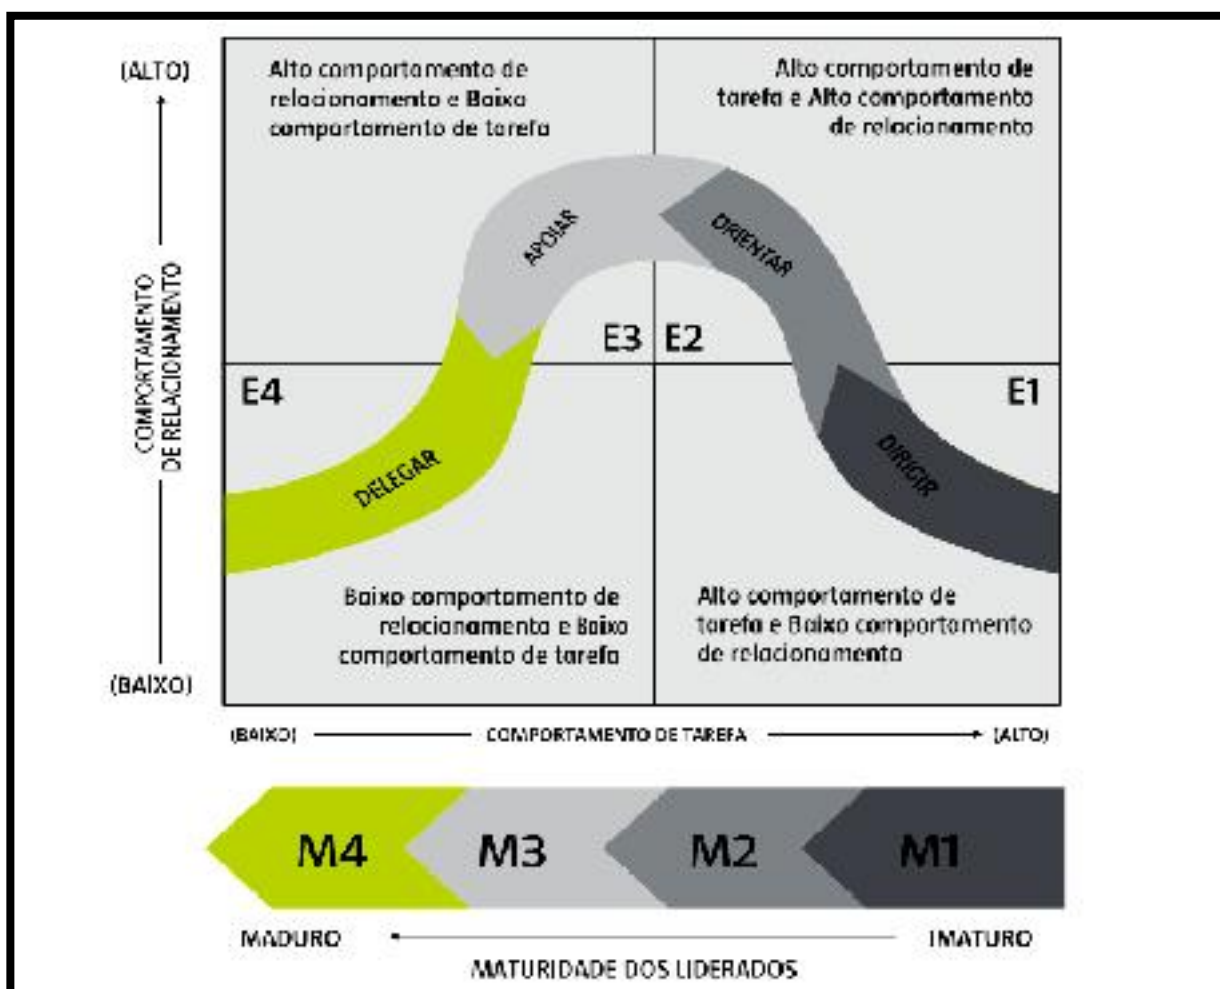 (ALTO)
Alto comportamento de
relacionamento e Baixo
comportamento de tarefa
Alto comportamento de
tarefa e Alto comportamento
de relacionamento
APOIAR
ORIENTAR
COMPORTAMENTO
DE RELACIONAMENTO
E3
E2
E4
E1
DELEGAR
DIRIGIR
Baixo comportamento de
relacionamento e Baixo
comportamento de tarefa
Alto comportamento de
tarefa e Baixo comportamento
de relacionamento
(BAIXO)
(BAIXO) COMPORTAMENTO DE TAREFA (ALTO)
M4 M3 M2 M1
MADURO IMATURO
MATURIDADE DOS LIDERADOS